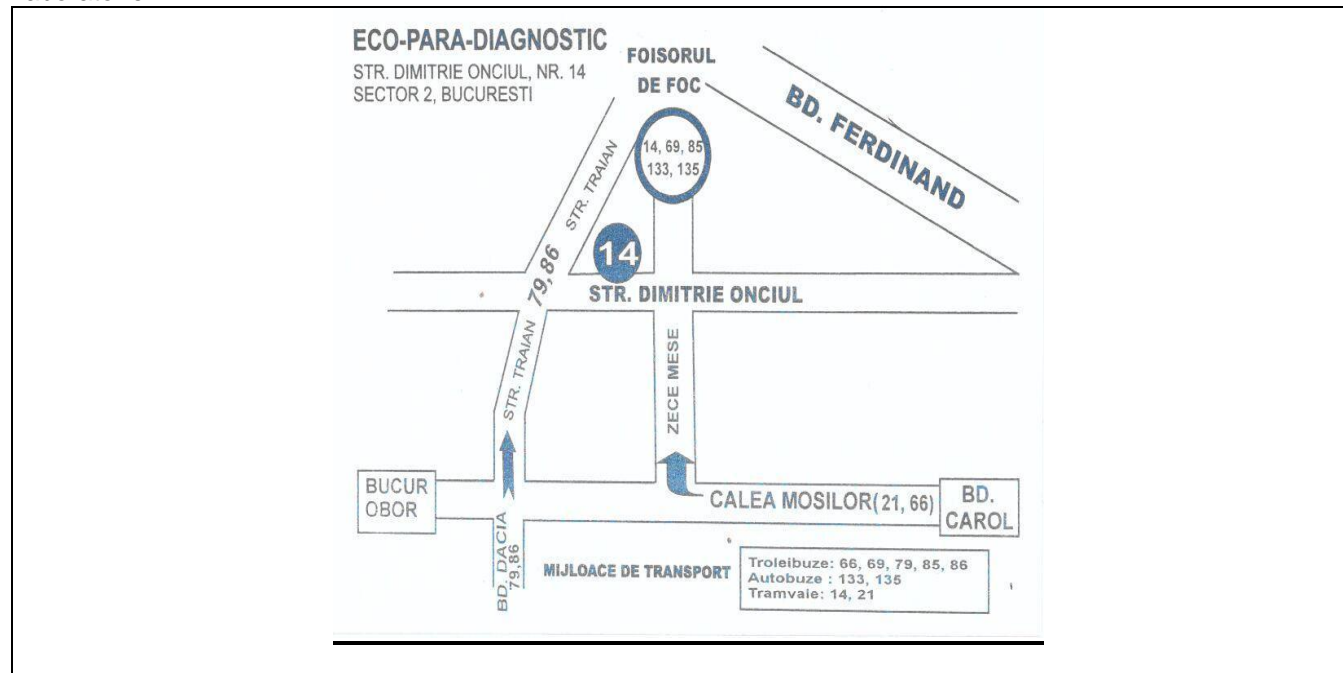 ECO-PARA-DIAGNOSTIC
STR. DIMITRIE ONCIUL, NR. 14
SECTOR 2, BUCURESTI
FOISORUL
DE FOC
BD. FERDINAND
14, 69, 85
133, 135
STR. TRAIAN
79,86
14
STR. DIMITRIE ONCIUL
STR. TRAIAN
ZECE MESE
BUCUR
OBOR
CALEA MOSILOR(21, 66)
BD.
CAROL
BD. DACIA
79,86
MIJLOACE DE TRANSPORT
Troleibuze: 66, 69, 79, 85, 86
Autobuze : 133, 135
Tramvaie: 14, 21